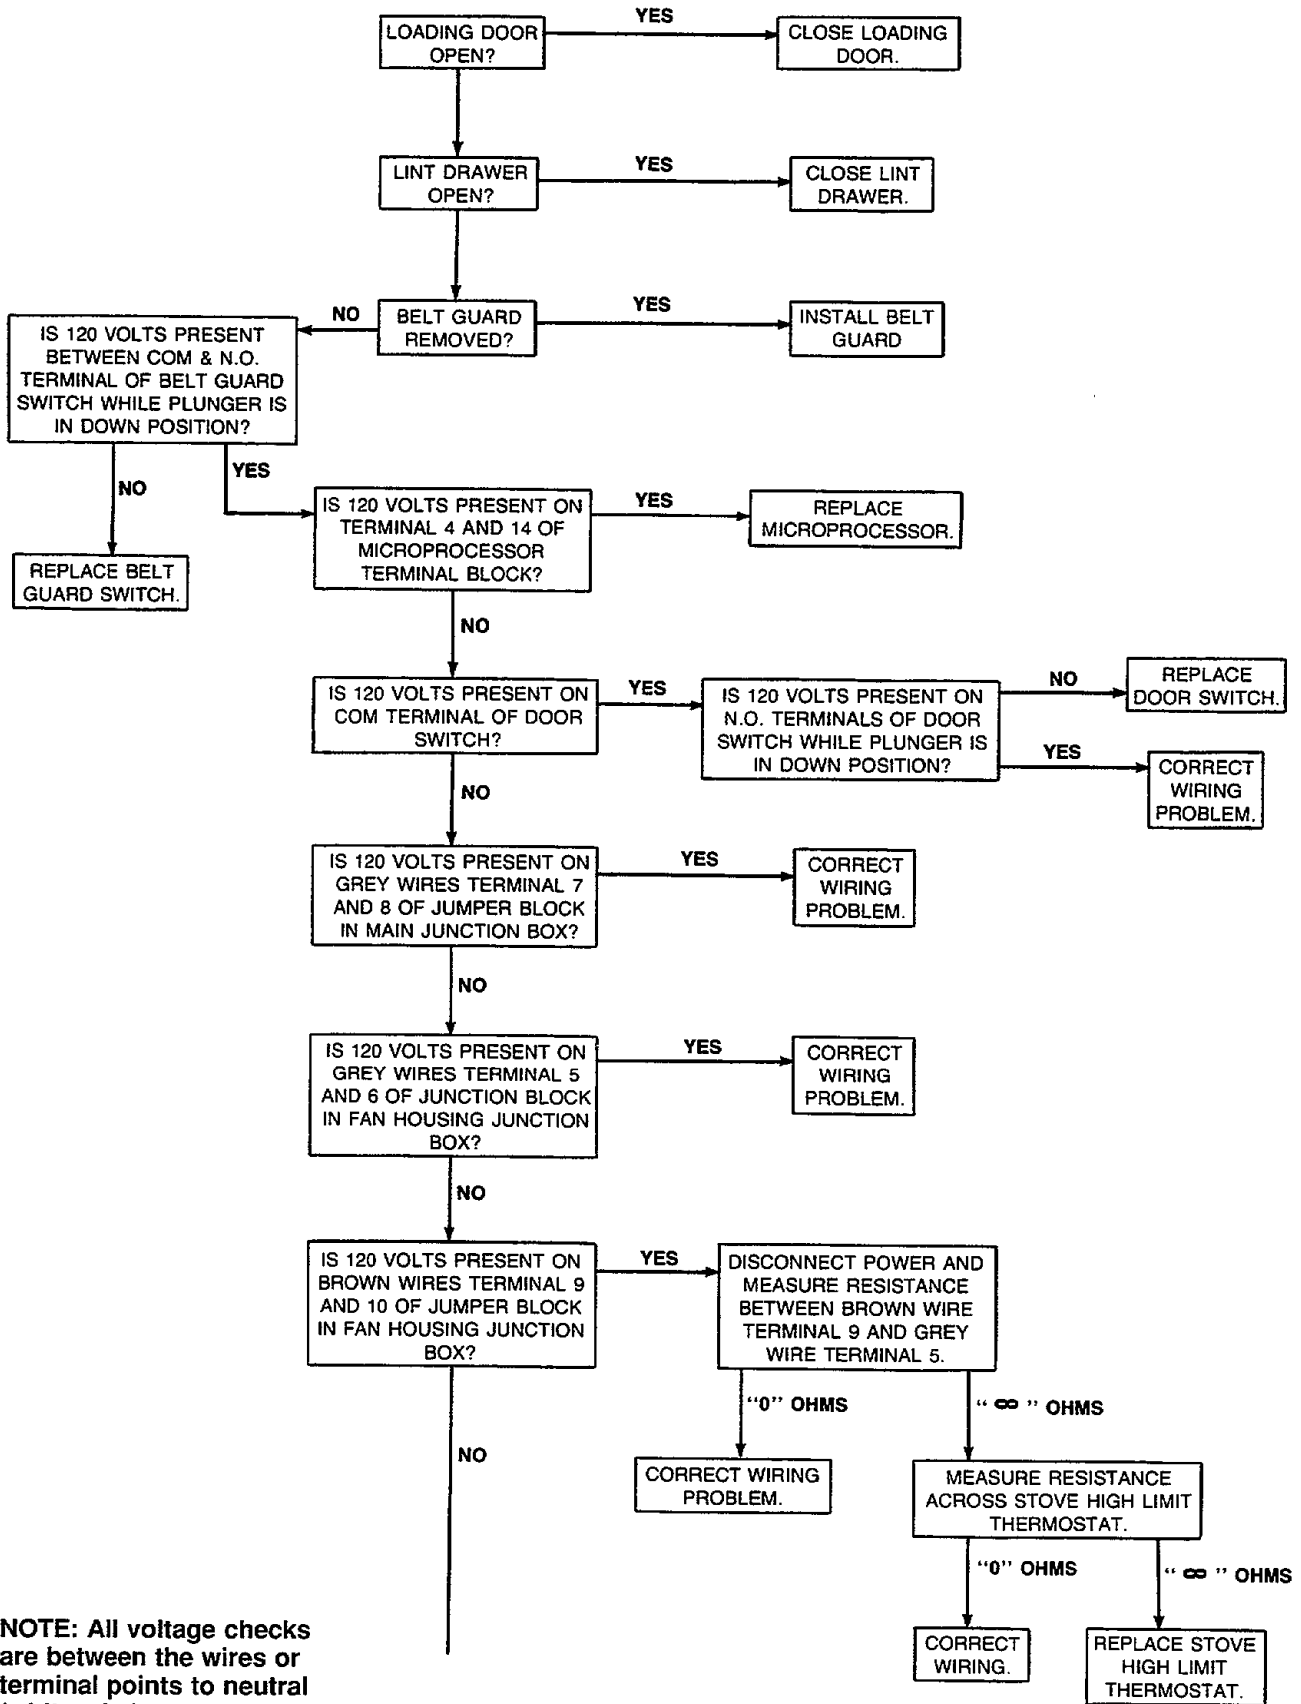 LOADING DOOR
OPEN?
YES
CLOSE LOADING
DOOR.
LINT DRAWER
OPEN?
YES
CLOSE LINT
DRAWER.
BELT GUARD
REMOVED?
YES
INSTALL BELT
GUARD
NO
IS 120 VOLTS PRESENT
BETWEEN COM & N.O.
TERMINAL OF BELT GUARD
SWITCH WHILE PLUNGER IS
IN DOWN POSITION?
NO
REPLACE BELT
GUARD SWITCH.
YES
IS 120 VOLTS PRESENT ON
TERMINAL 4 AND 14 OF
MICROPROCESSOR
TERMINAL BLOCK?
YES
REPLACE
MICROPROCESSOR.
NO
IS 120 VOLTS PRESENT ON
COM TERMINAL OF DOOR
SWITCH?
YES
IS 120 VOLTS PRESENT ON
N.O. TERMINALS OF DOOR
SWITCH WHILE PLUNGER IS
IN DOWN POSITION?
NO
REPLACE
DOOR SWITCH.
YES
CORRECT
WIRING
PROBLEM.
NO
IS 120 VOLTS PRESENT ON
GREY WIRES TERMINAL 7
AND 8 OF JUMPER BLOCK
IN MAIN JUNCTION BOX?
YES
CORRECT
WIRING
PROBLEM.
NO
IS 120 VOLTS PRESENT ON
GREY WIRES TERMINAL 5
AND 6 OF JUNCTION BLOCK
IN FAN HOUSING JUNCTION
BOX?
YES
CORRECT
WIRING
PROBLEM.
NO
IS 120 VOLTS PRESENT ON
BROWN WIRES TERMINAL 9
AND 10 OF JUMPER BLOCK
IN FAN HOUSING JUNCTION
BOX?
YES
DISCONNECT POWER AND
MEASURE RESISTANCE
BETWEEN BROWN WIRE
TERMINAL 9 AND GREY
WIRE TERMINAL 5.
"0" OHMS
CORRECT WIRING
PROBLEM.
" ∞ " OHMS
MEASURE RESISTANCE
ACROSS STOVE HIGH LIMIT
THERMOSTAT.
"0" OHMS
CORRECT
WIRING.
" ∞ " OHMS
REPLACE STOVE
HIGH LIMIT
THERMOSTAT.
NO
NOTE: All voltage checks
are between the wires or
terminal points to neutral